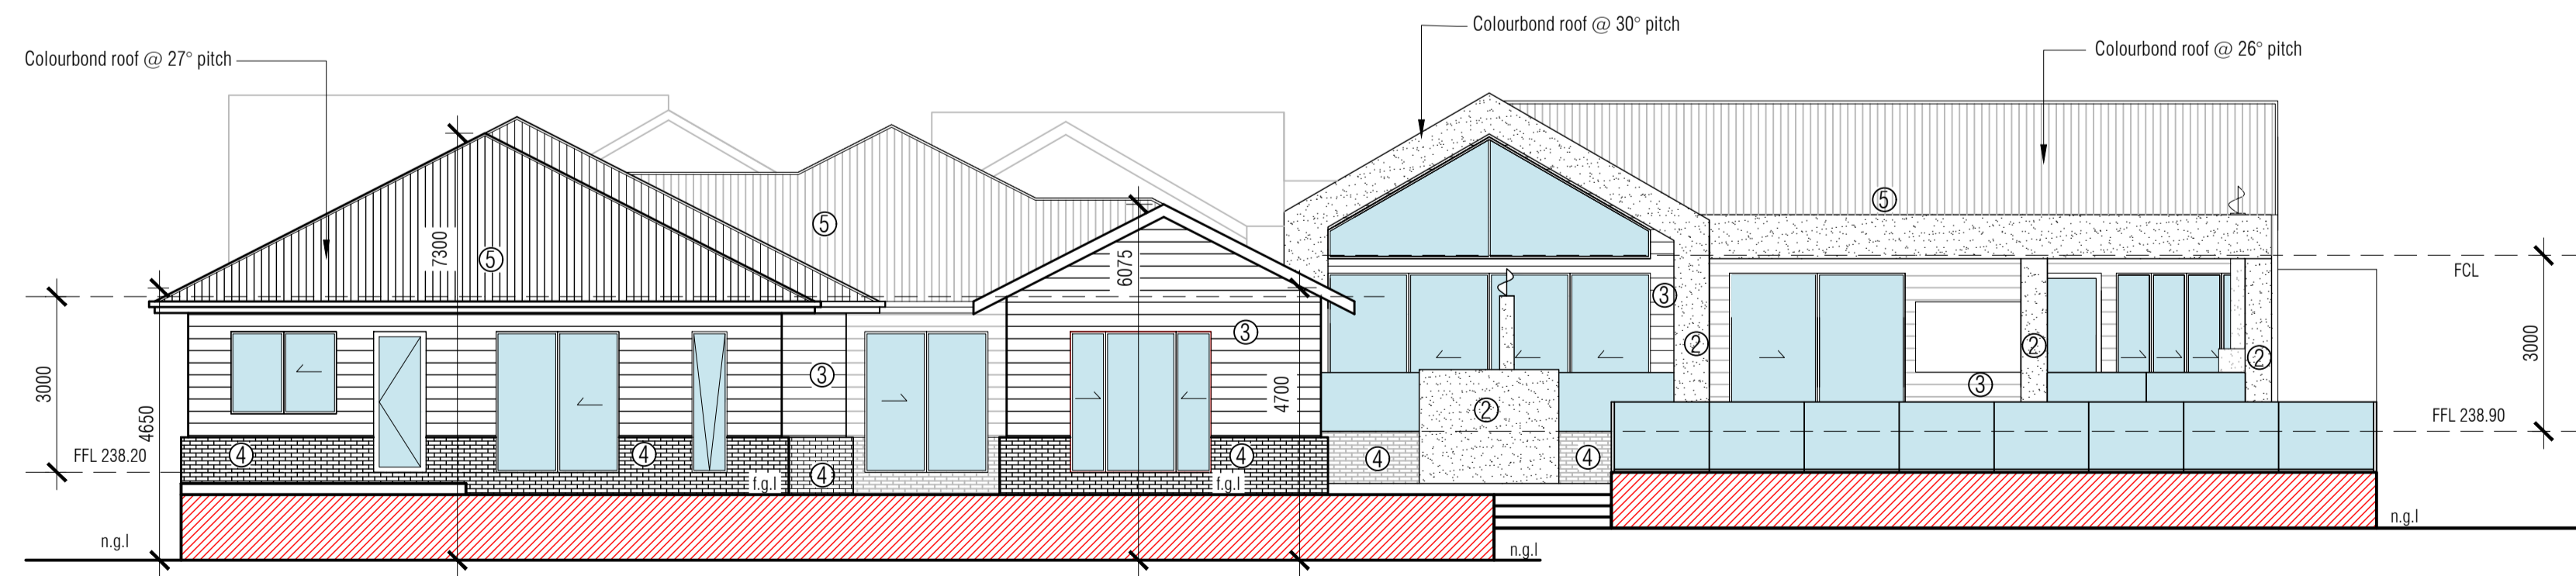 Colourbond roof @ 30° pitch
Colourbond roof @ 27° pitch
Colourbond roof @ 26° pitch
5
5
5
7300
6075
FCL
3000
4650
4700
3000
3
3
3
3
2
2
2
2
FFL 238.20
FFL 238.90
4
4
4
4
4
4
f.g.l
f.g.l
n.g.l
n.g.l
n.g.l